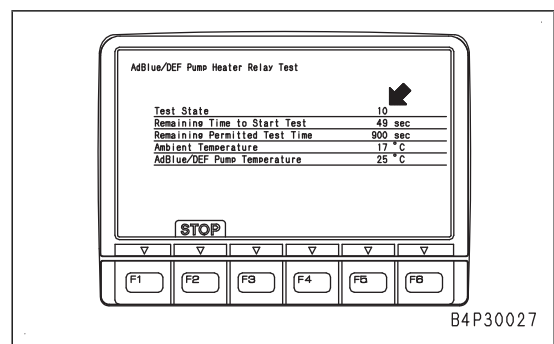 AdBlue/DEF Pump Heater Relay Test
Test State 10
Remaining Time to Start Test 49 sec
Remaining Permitted Test Time 900 sec
Ambient Temperature 17 °C
AdBlue/DEF Pump Temperature 25 °C
STOP
F1 F2 F3 F4 F5 F6
B4P30027